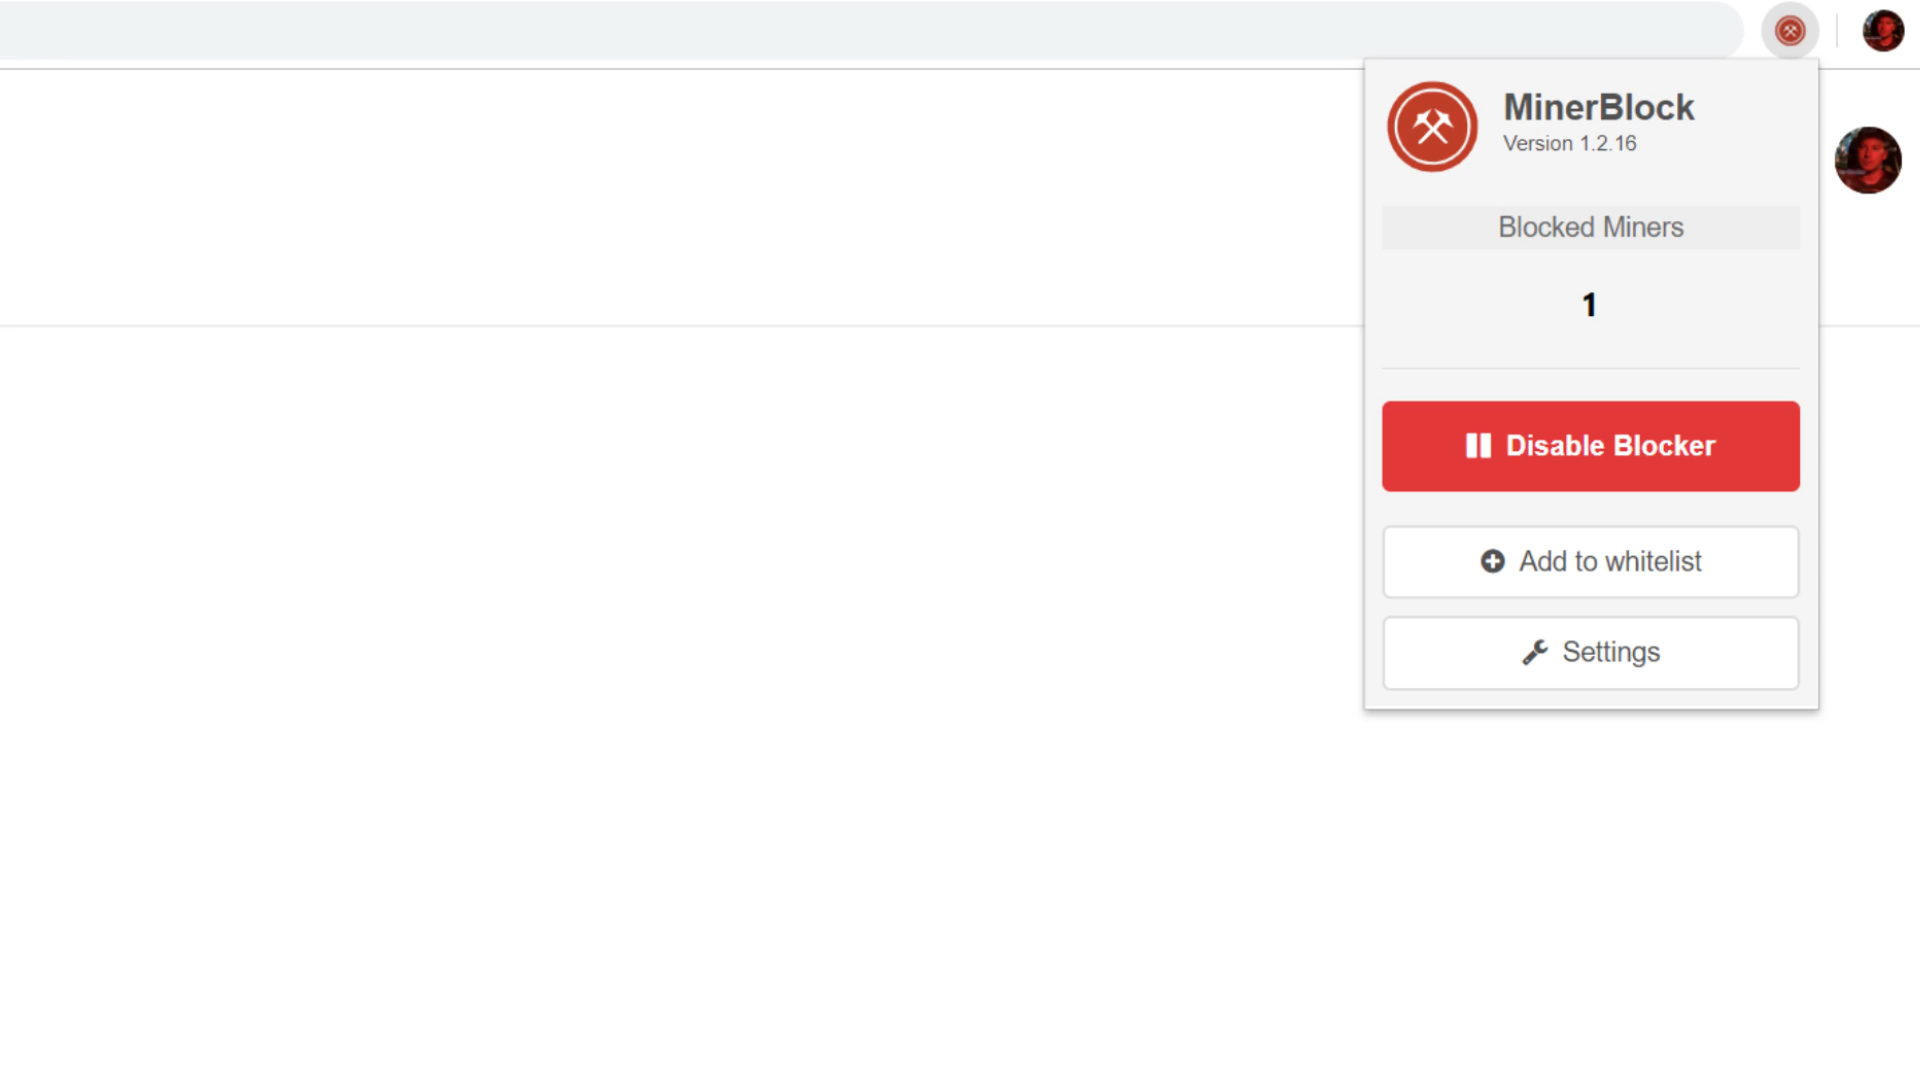 MinerBlock
Version 1.2.16
Blocked Miners
1
Disable Blocker
Add to whitelist
Settings